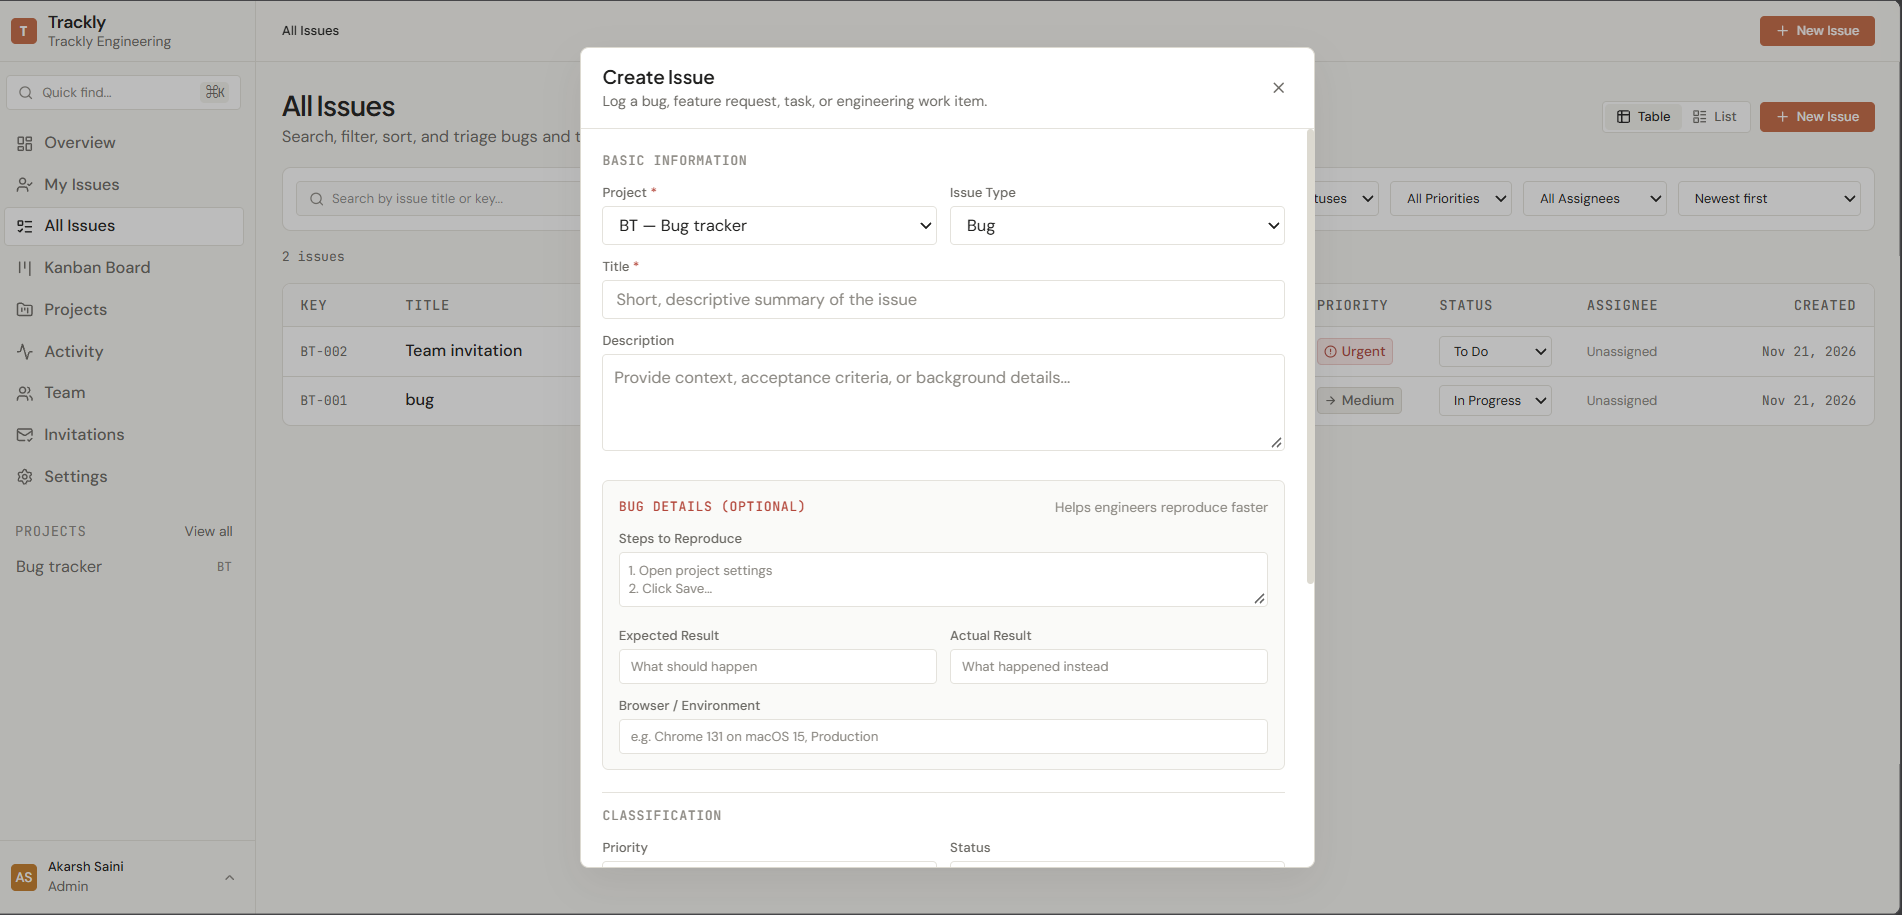 T
Trackly
Trackly Engineering
Quick find...
⌘K
Overview
My Issues
All Issues
Kanban Board
Projects
Activity
Team
Invitations
Settings
PROJECTS
View all
Bug tracker
BT
AS
Akarsh Saini
Admin
All Issues
+ New Issue
All Issues
Search, filter, sort, and triage bugs and t
Table
List
+ New Issue
Search by issue title or key...
tuses
All Priorities
All Assignees
Newest first
2 issues
KEY TITLE PRIORITY STATUS ASSIGNEE CREATED
BT-002 Team invitation Urgent To Do Unassigned Nov 21, 2026
BT-001 bug Medium In Progress Unassigned Nov 21, 2026
Create Issue
Log a bug, feature request, task, or engineering work item.
BASIC INFORMATION
Project * Issue Type
BT — Bug tracker Bug
Title *
Short, descriptive summary of the issue
Description
Provide context, acceptance criteria, or background details...
BUG DETAILS (OPTIONAL) Helps engineers reproduce faster
Steps to Reproduce
1. Open project settings
2. Click Save...
Expected Result Actual Result
What should happen What happened instead
Browser / Environment
e.g. Chrome 131 on macOS 15, Production
CLASSIFICATION
Priority Status